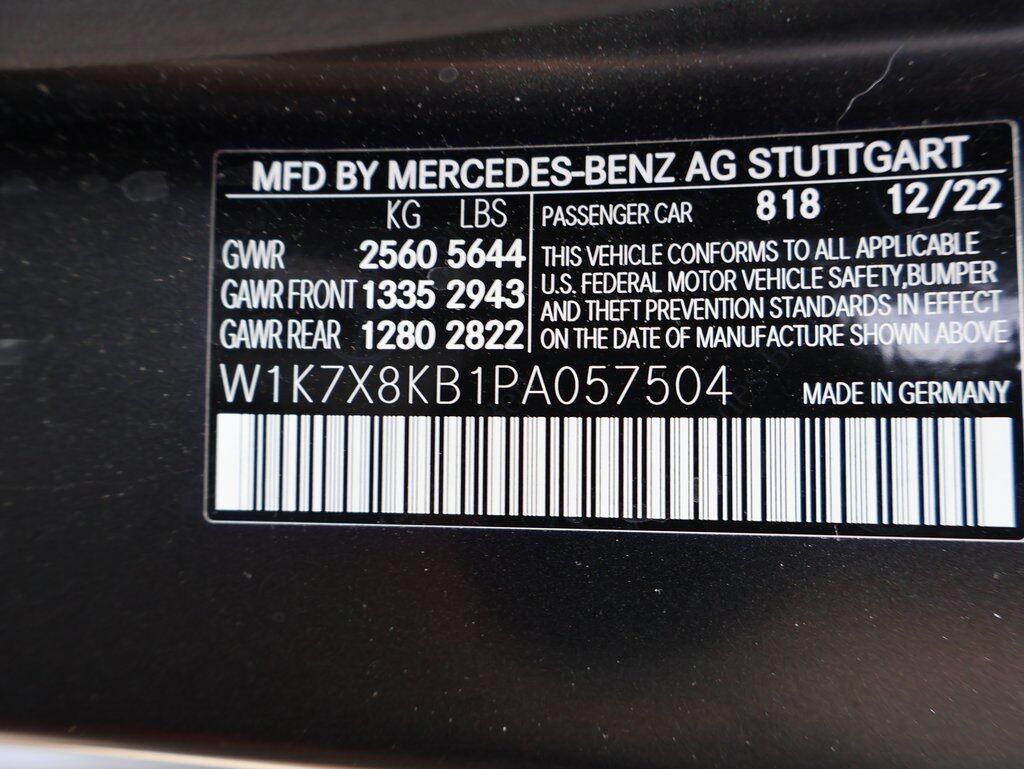 MFD BY MERCEDES-BENZ AG STUTTGART
KG LBS
GVWR 2560 5644
GAWR FRONT 1335 2943
GAWR REAR 1280 2822
PASSENGER CAR 818 12/22
THIS VEHICLE CONFORMS TO ALL APPLICABLE
U.S. FEDERAL MOTOR VEHICLE SAFETY,BUMPER
AND THEFT PREVENTION STANDARDS IN EFFECT
ON THE DATE OF MANUFACTURE SHOWN ABOVE
W1K7X8KB1PA057504 MADE IN GERMANY